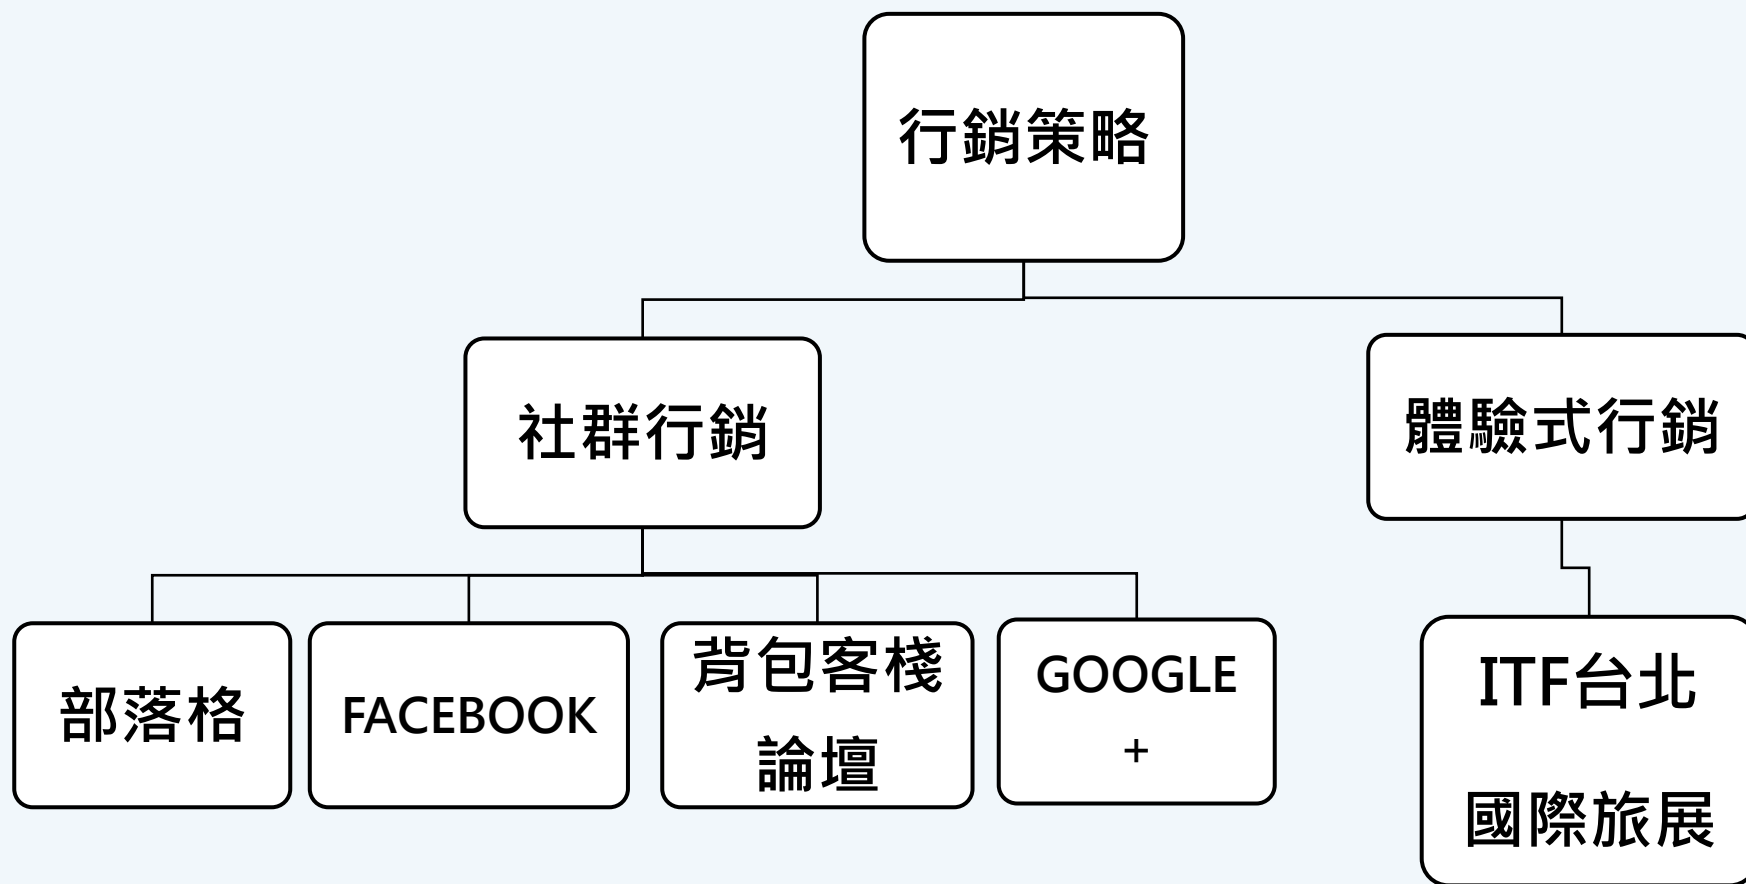 行銷策略
社群行銷
體驗式行銷
部落格
FACEBOOK
背包客棧
論壇
GOOGLE
+
ITF台北
國際旅展